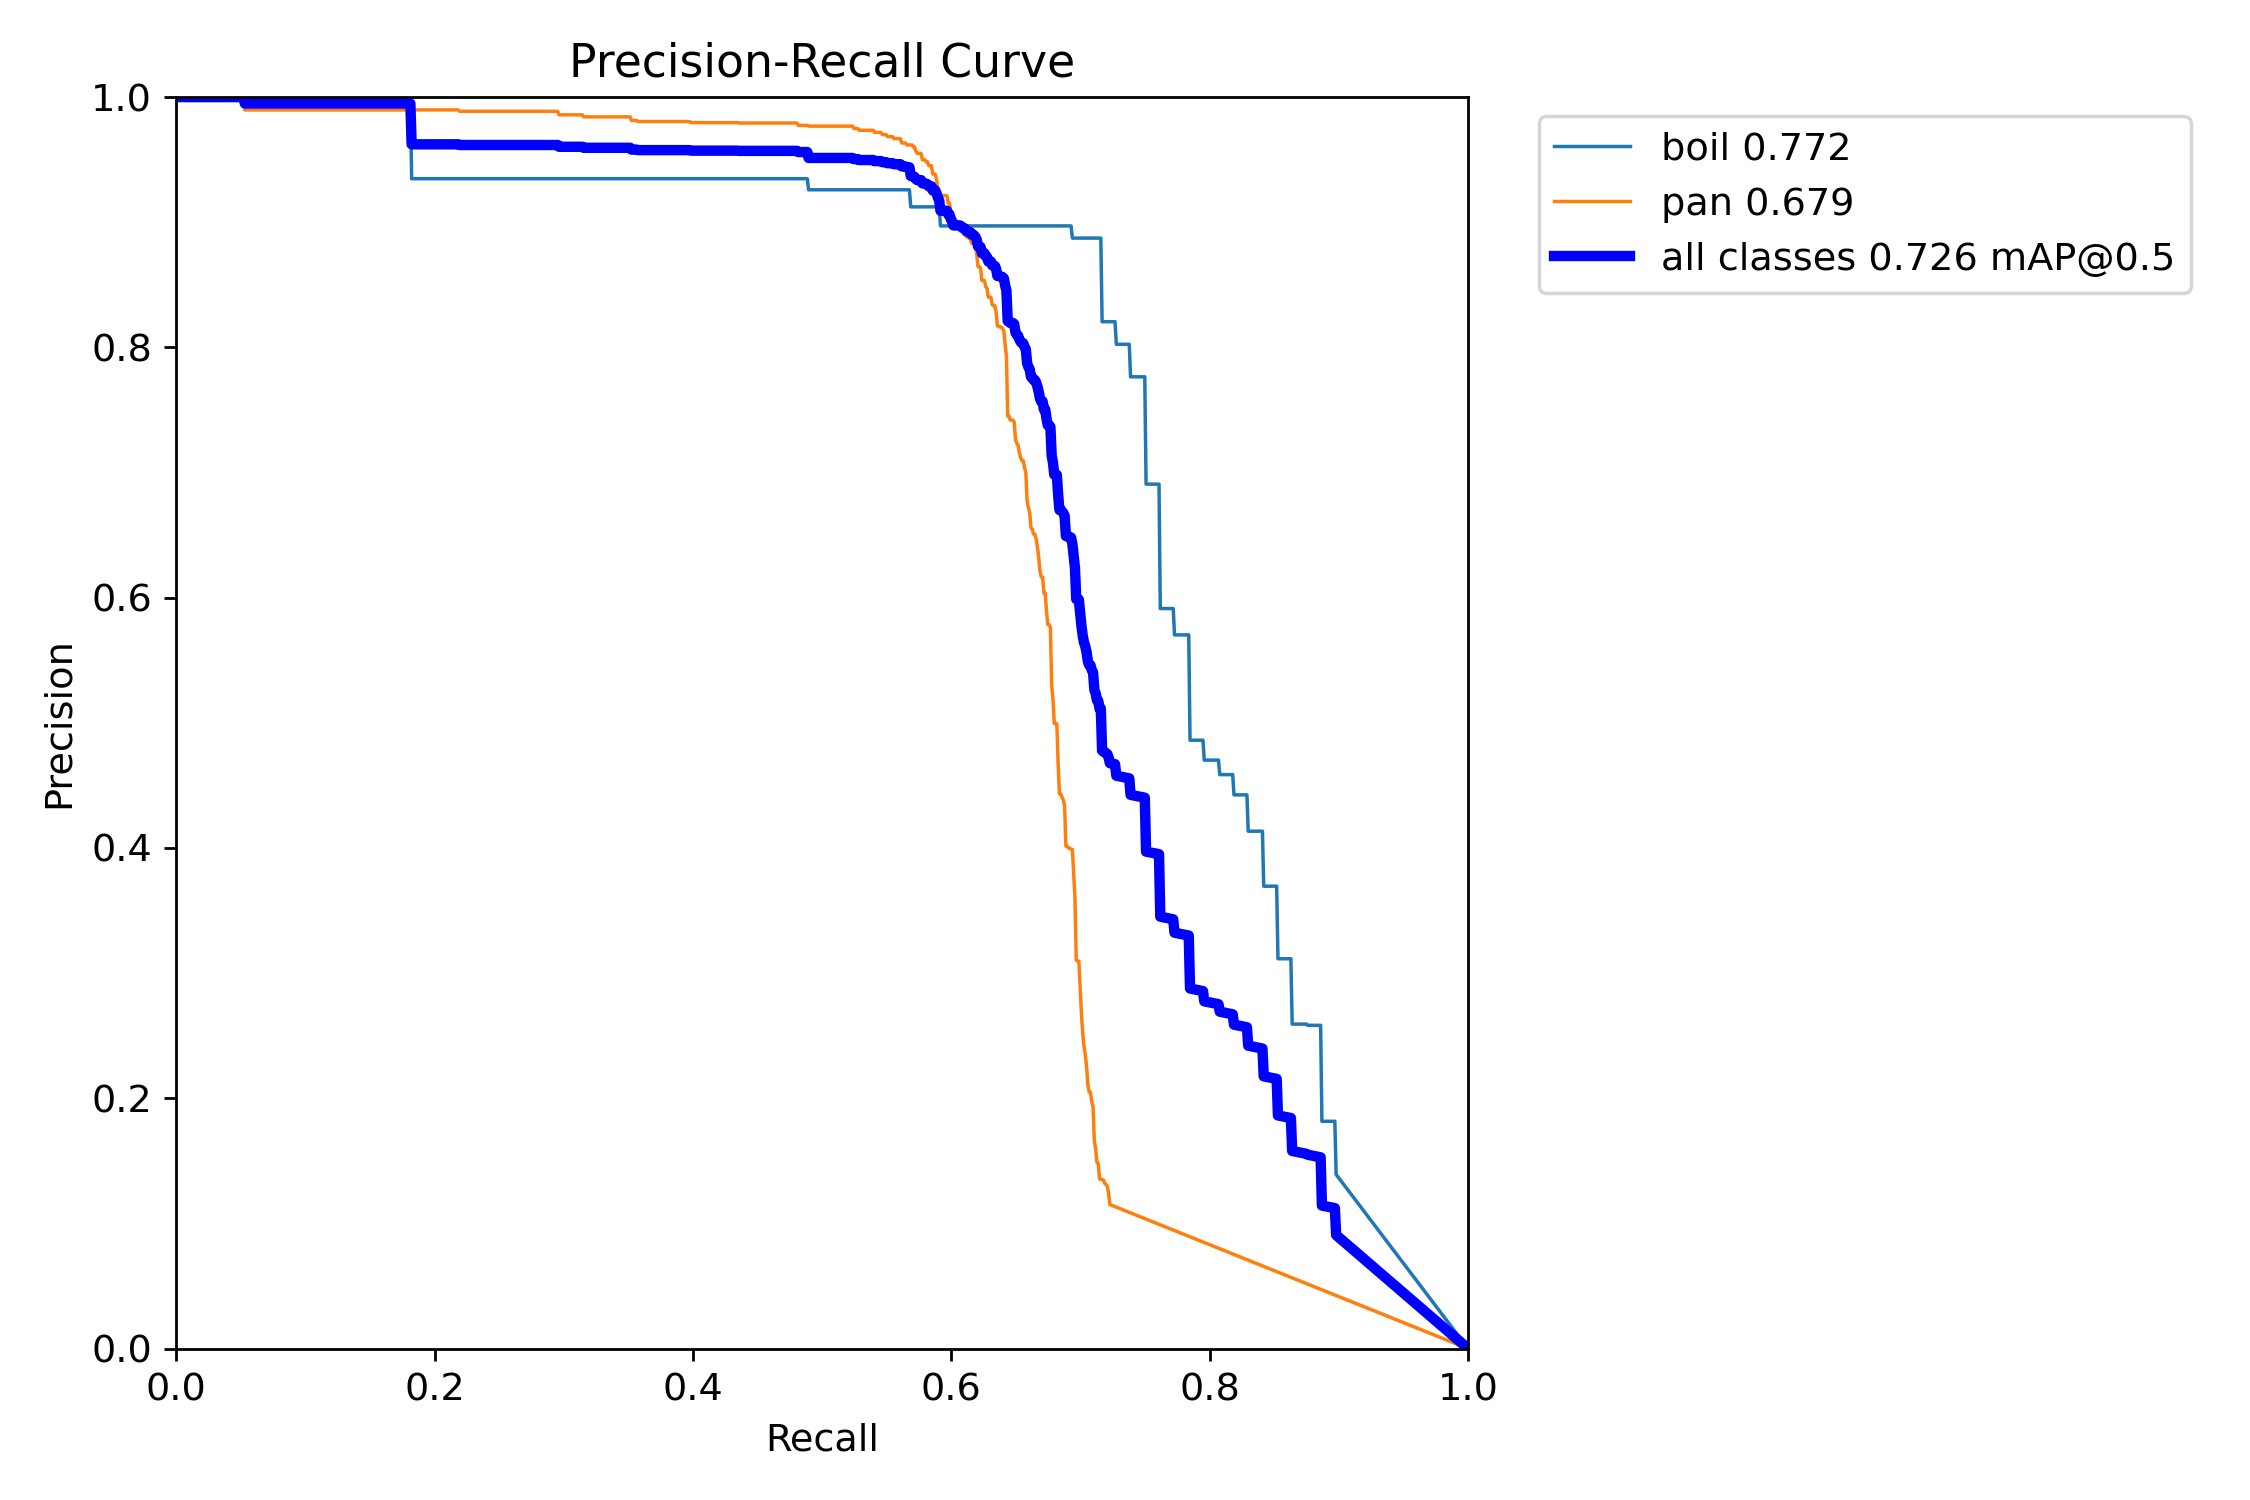 Precision-Recall Curve
1.0
0.8
0.6
0.4
0.2
0.0
Precision
0.0 0.2 0.4 0.6 0.8 1.0
Recall
boil 0.772
pan 0.679
all classes 0.726 mAP@0.5